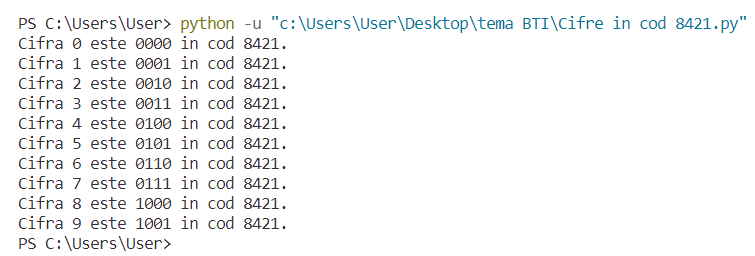 PS C:\Users\User> python -u "c:\Users\User\Desktop\tema BTI\Cifre in cod 8421.py"
Cifra 0 este 0000 in cod 8421.
Cifra 1 este 0001 in cod 8421.
Cifra 2 este 0010 in cod 8421.
Cifra 3 este 0011 in cod 8421.
Cifra 4 este 0100 in cod 8421.
Cifra 5 este 0101 in cod 8421.
Cifra 6 este 0110 in cod 8421.
Cifra 7 este 0111 in cod 8421.
Cifra 8 este 1000 in cod 8421.
Cifra 9 este 1001 in cod 8421.
PS C:\Users\User>